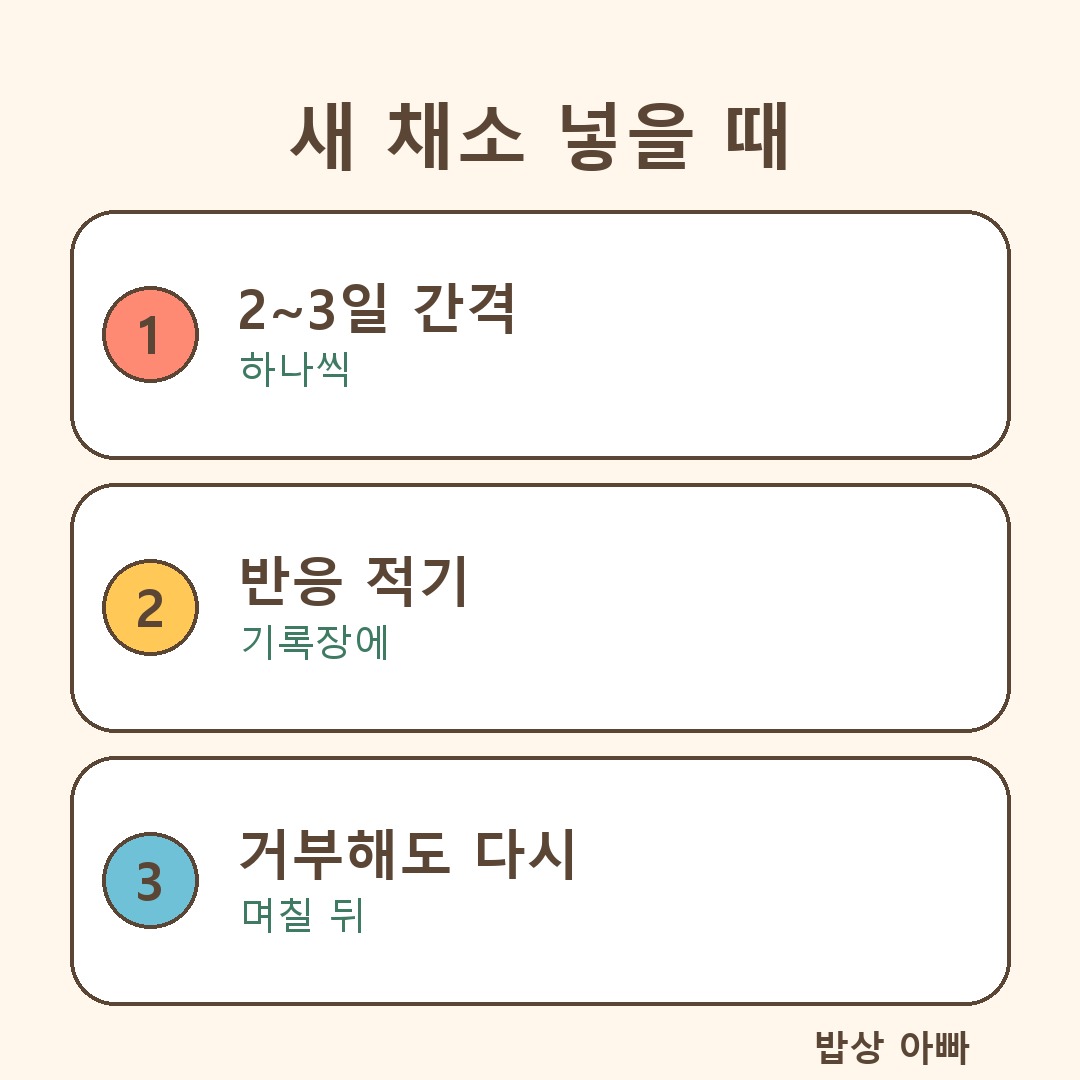 새 채소 넣을 때
1
2~3일 간격
하나씩
2
반응 적기
기록장에
3
거부해도 다시
며칠 뒤
밥상 아빠